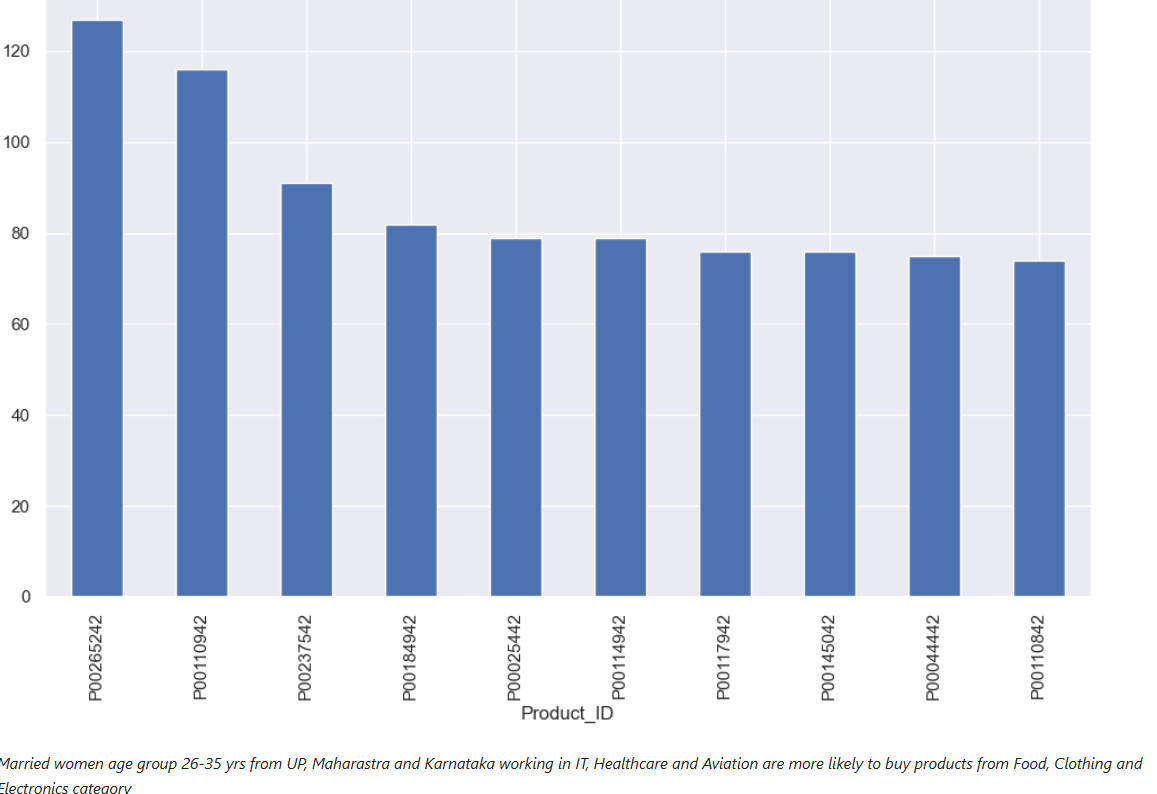 120
100
80
60
40
20
0
P00265242
P00110942
P00237542
P00184942
P00025442
P00114942
P00117942
P00145042
P00044442
P00110842
Product_ID
Married women age group 26-35 yrs from UP, Maharastra and Karnataka working in IT, Healthcare and Aviation are more likely to buy products from Food, Clothing and
Electronics category